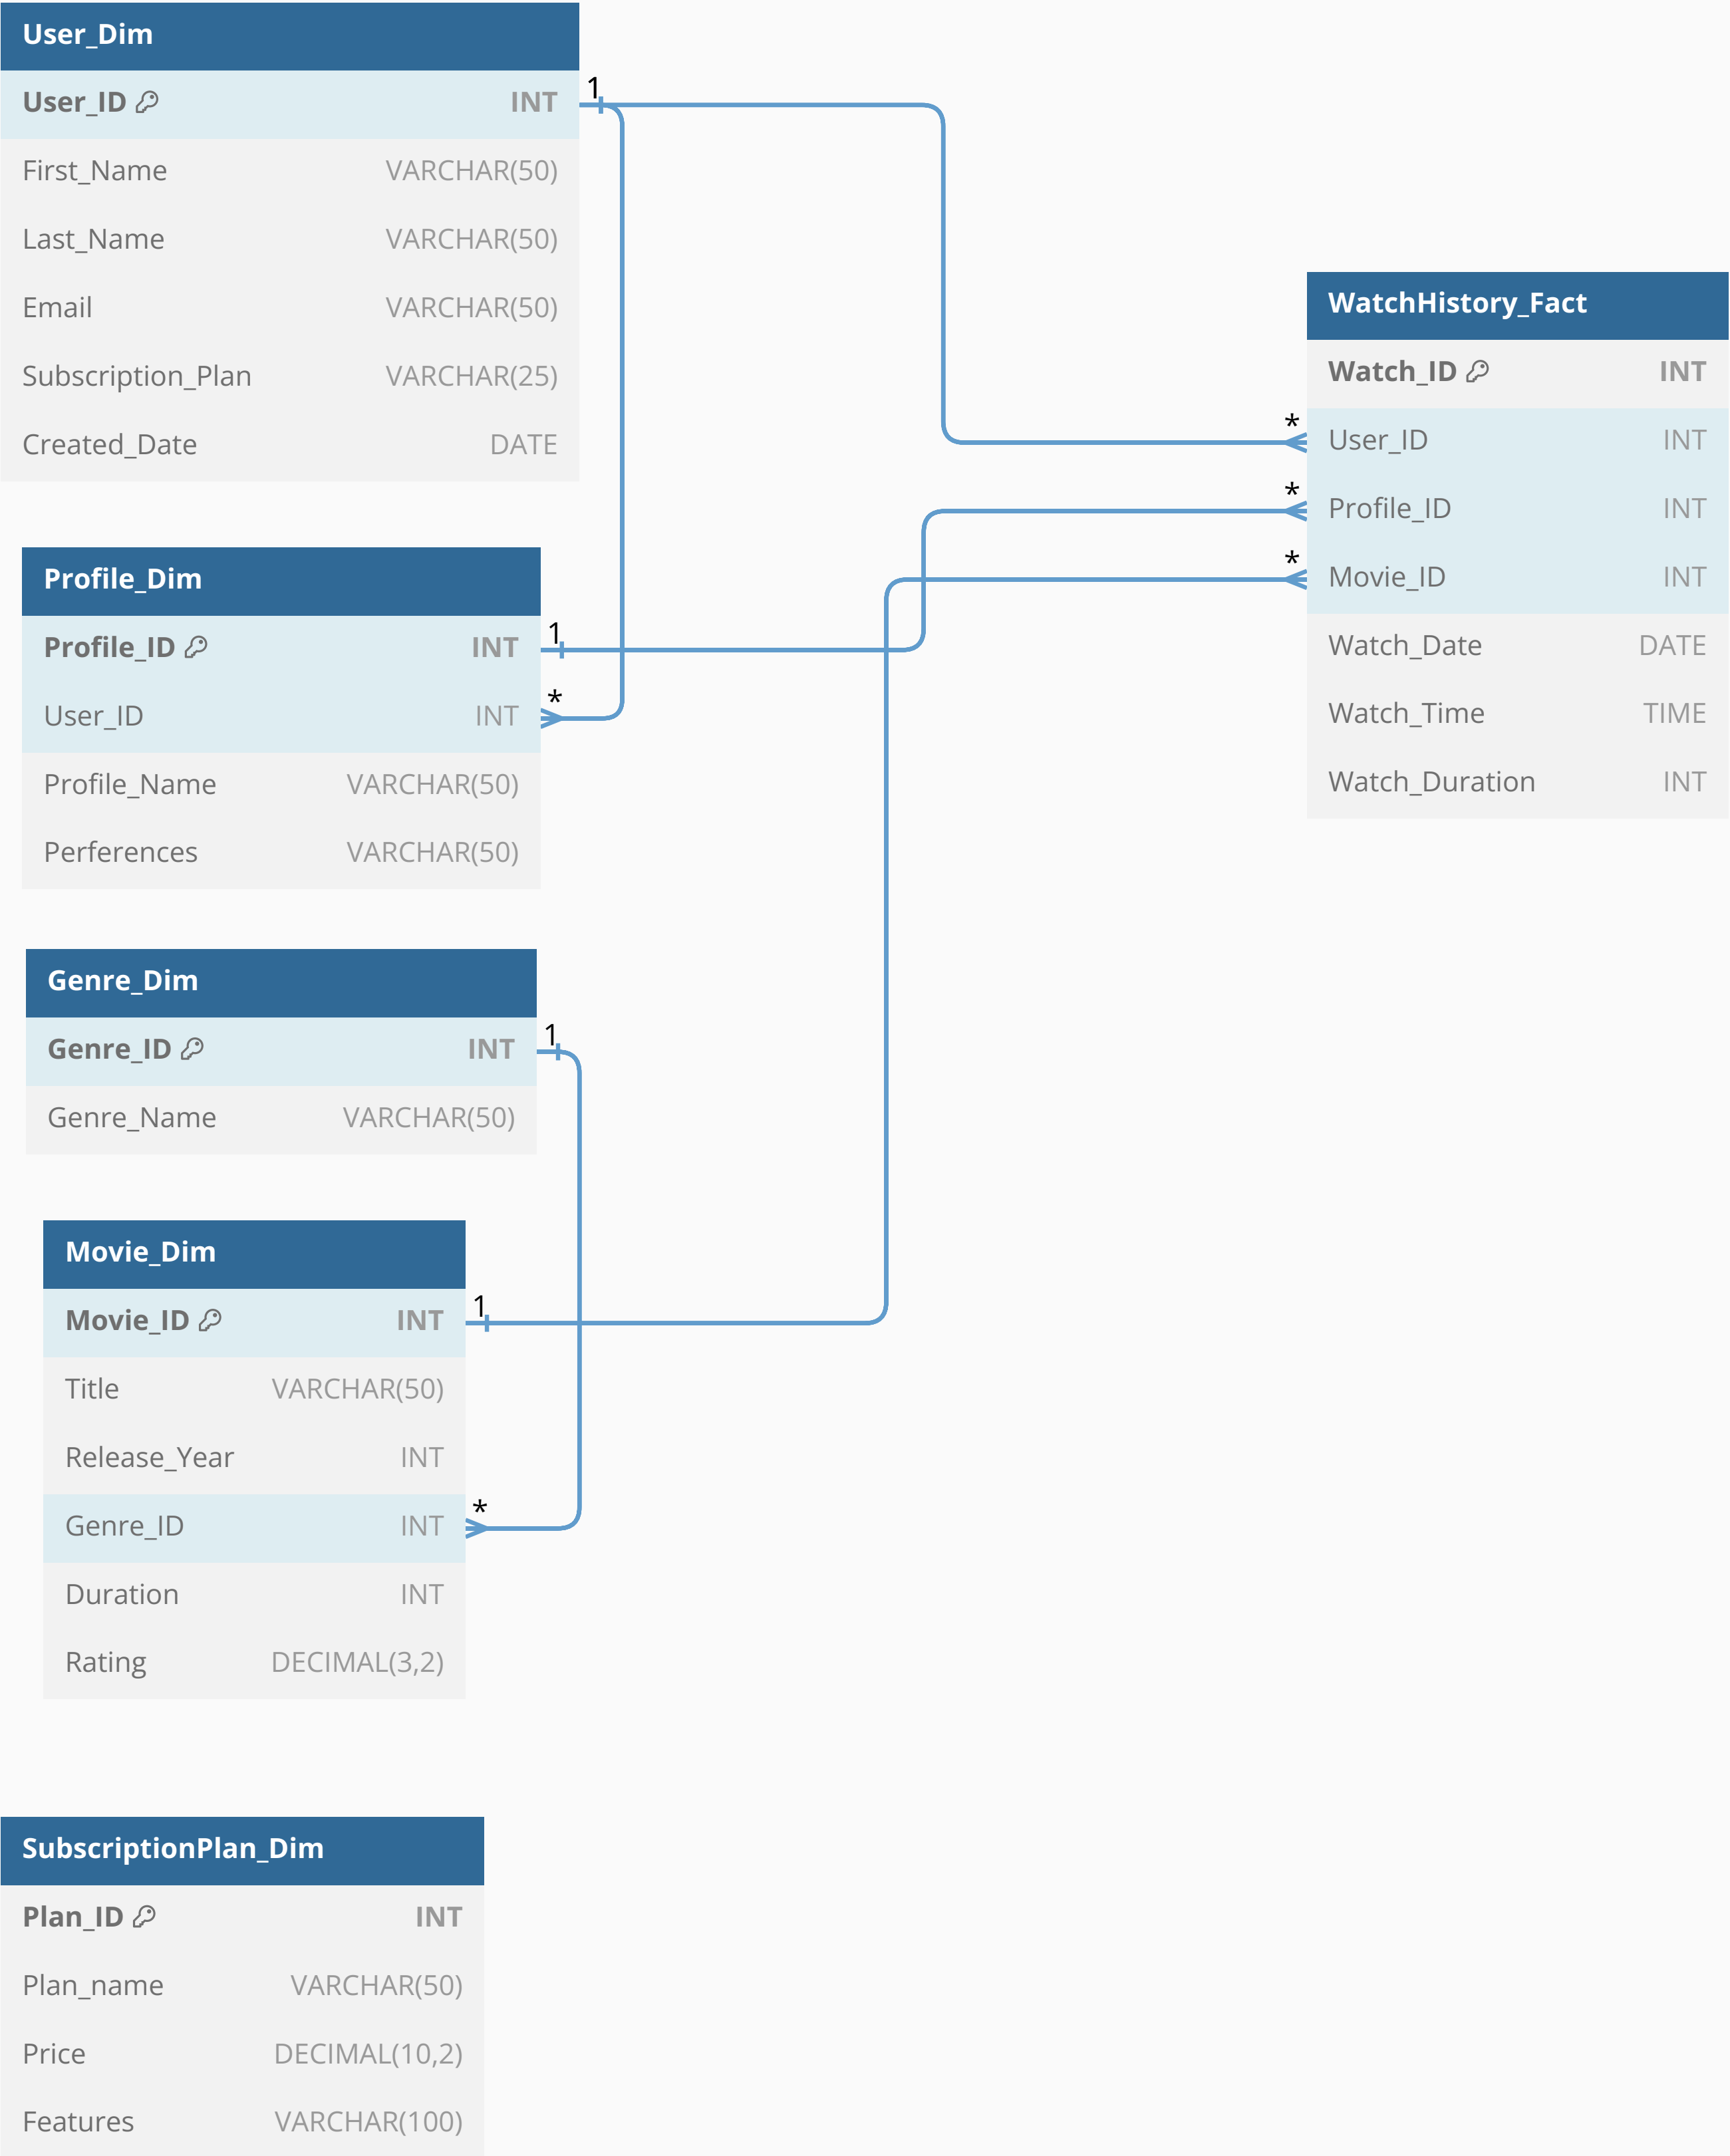 User_Dim
User_ID INT
First_Name VARCHAR(50)
Last_Name VARCHAR(50)
Email VARCHAR(50)
Subscription_Plan VARCHAR(25)
Created_Date DATE
1
Profile_Dim
Profile_ID INT
User_ID INT
Profile_Name VARCHAR(50)
Perferences VARCHAR(50)
1
*
Genre_Dim
Genre_ID INT
Genre_Name VARCHAR(50)
1
Movie_Dim
Movie_ID INT
Title VARCHAR(50)
Release_Year INT
Genre_ID INT
Duration INT
Rating DECIMAL(3,2)
1
*
SubscriptionPlan_Dim
Plan_ID INT
Plan_name VARCHAR(50)
Price DECIMAL(10,2)
Features VARCHAR(100)
WatchHistory_Fact
Watch_ID INT
* User_ID INT
* Profile_ID INT
* Movie_ID INT
Watch_Date DATE
Watch_Time TIME
Watch_Duration INT